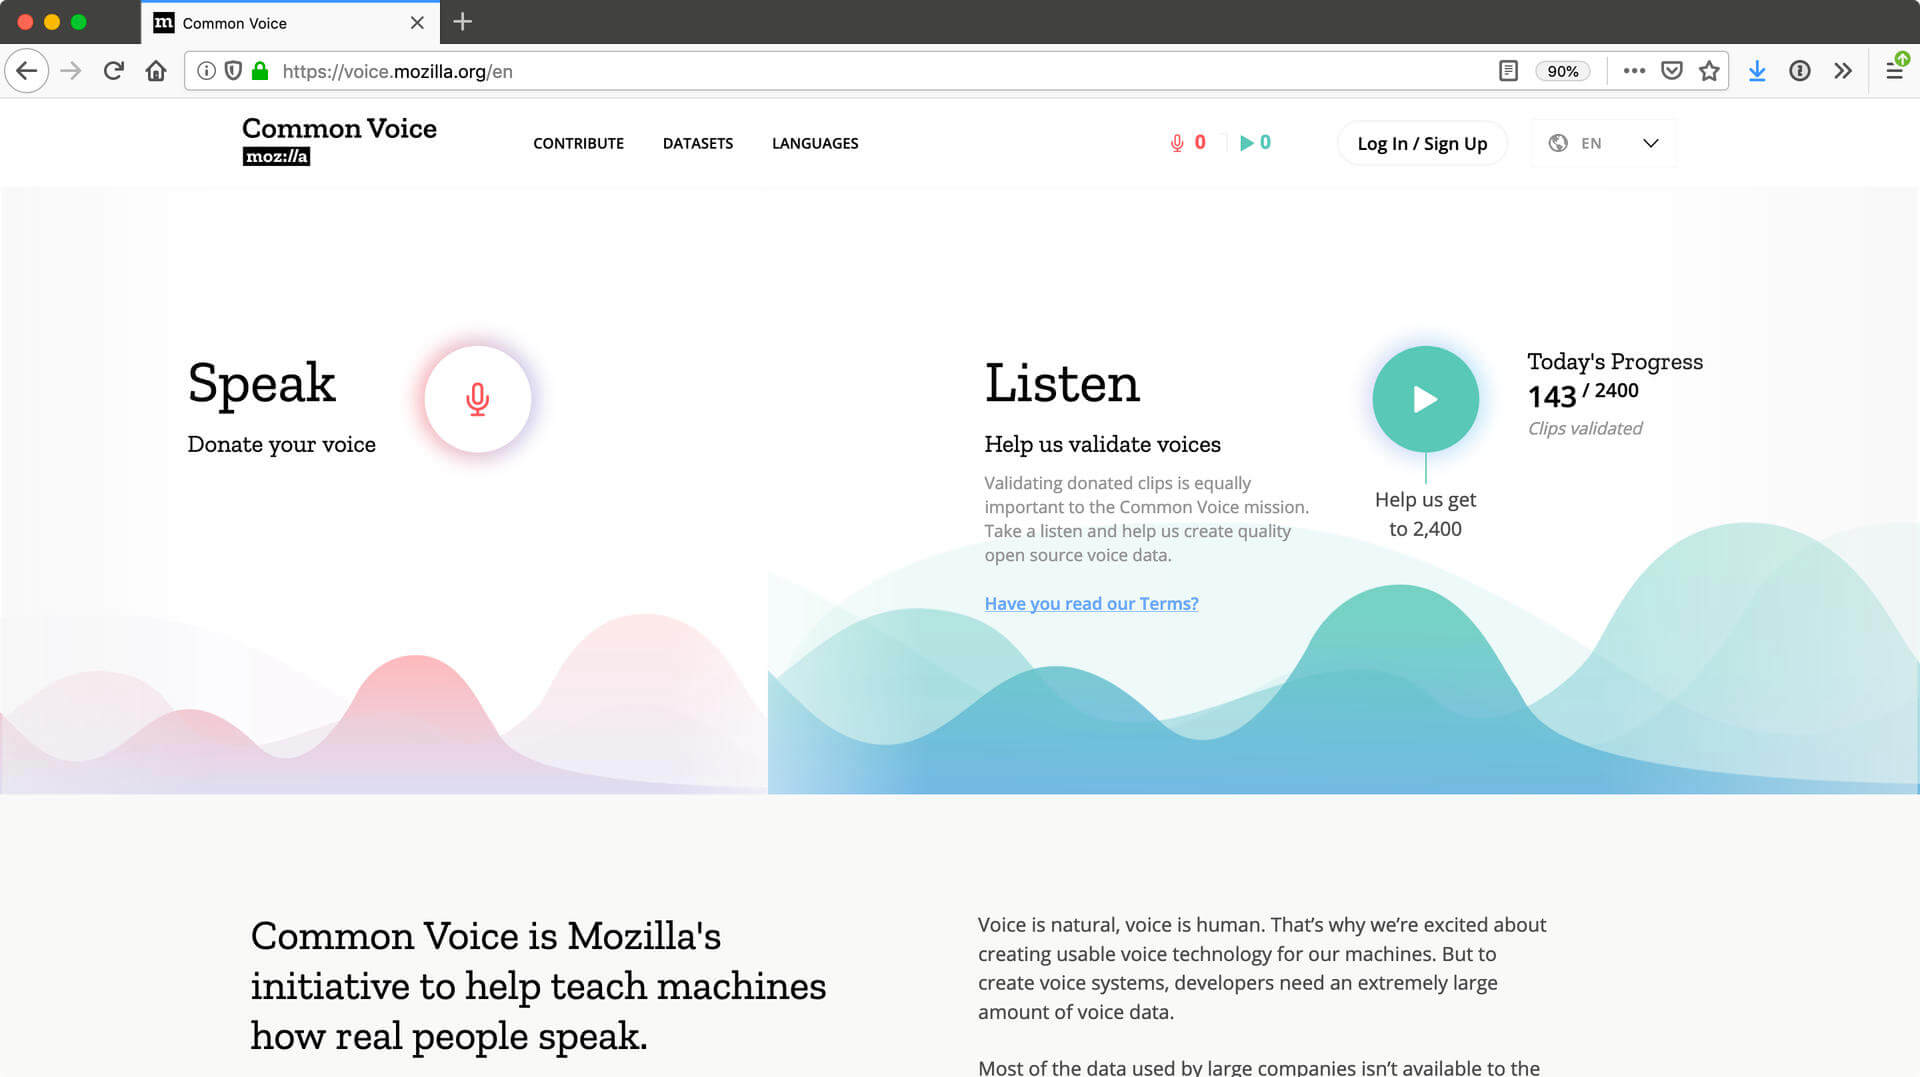 Common Voice
https://voice.mozilla.org/en
90%
Common Voice
moz://a
CONTRIBUTE
DATASETS
LANGUAGES
0
0
Log In / Sign Up
EN
Speak
Donate your voice
Listen
Help us validate voices
Validating donated clips is equally
important to the Common Voice mission.
Take a listen and help us create quality
open source voice data.
Have you read our Terms?
Help us get
to 2,400
Today's Progress
143 / 2400
Clips validated
Common Voice is Mozilla's
initiative to help teach machines
how real people speak.
Voice is natural, voice is human. That’s why we’re excited about
creating usable voice technology for our machines. But to
create voice systems, developers need an extremely large
amount of voice data.
Most of the data used by large companies isn’t available to the